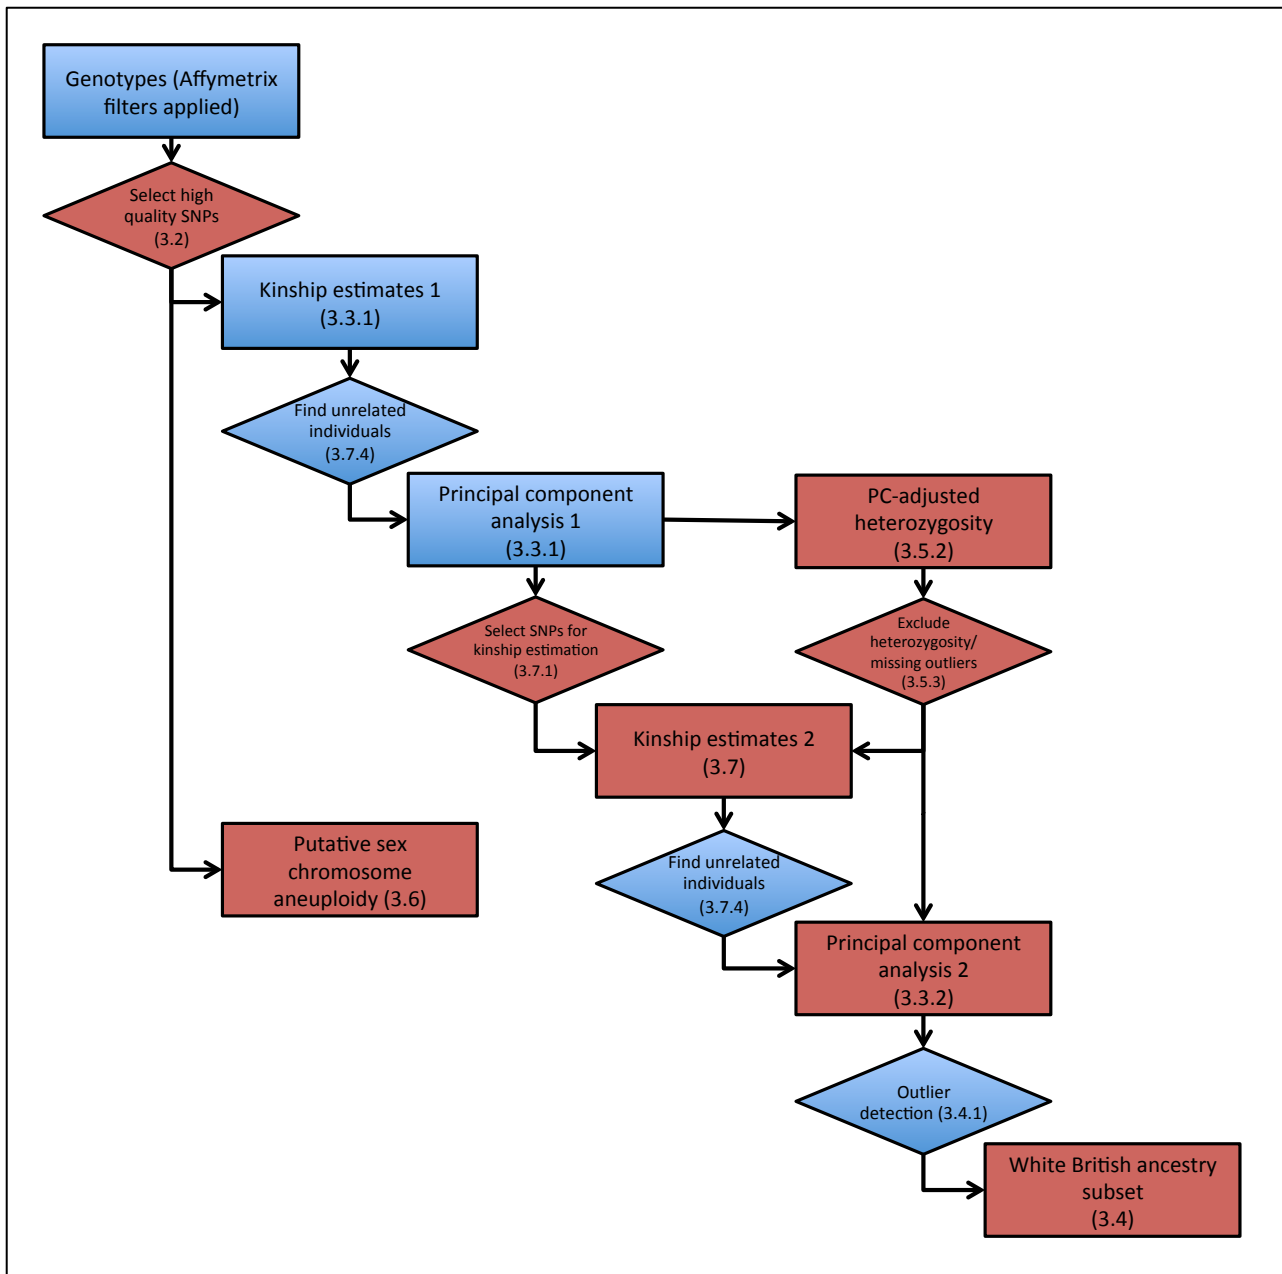 Genotypes (Affymetrix
filters applied)
Select high
quality SNPs
(3.2)
Kinship estimates 1
(3.3.1)
Find unrelated
individuals
(3.7.4)
Principal component
analysis 1
(3.3.1)
PC-adjusted
heterozygosity
(3.5.2)
Select SNPs for
kinship estimation
(3.7.1)
Exclude
heterozygosity/
missing outliers
(3.5.3)
Kinship estimates 2
(3.7)
Putative sex
chromosome
aneuploidy (3.6)
Find unrelated
individuals
(3.7.4)
Principal component
analysis 2
(3.3.2)
Outlier
detection (3.4.1)
White British ancestry
subset
(3.4)